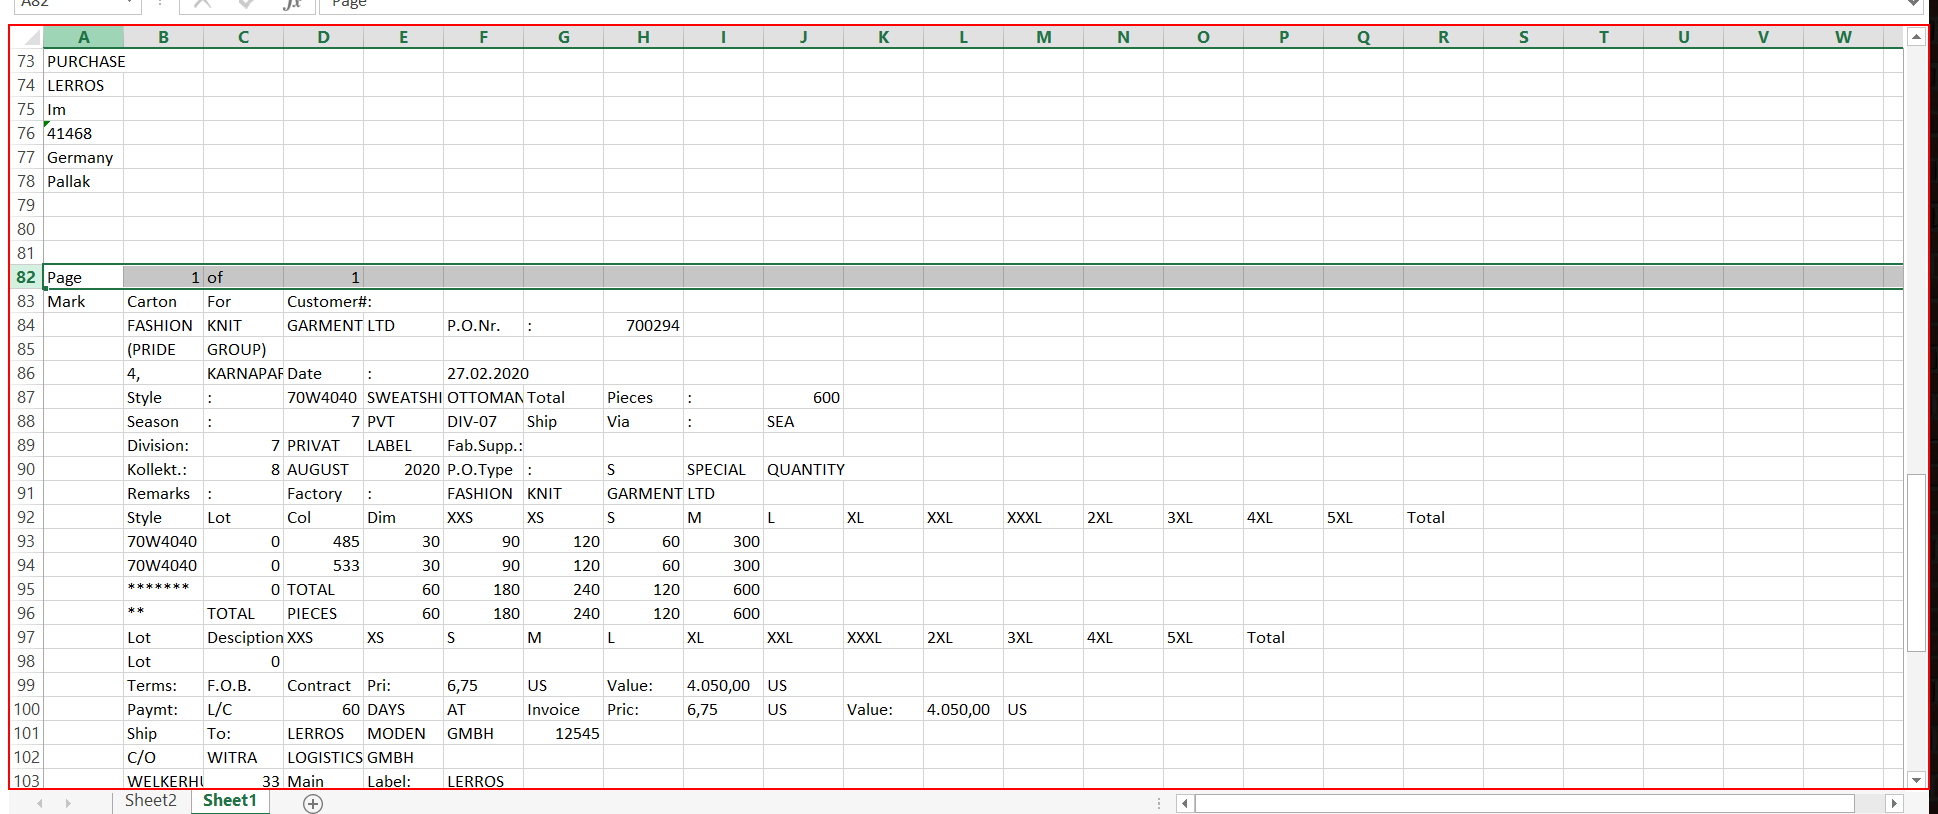 A82 Page
A B C D E F G H I J K L M N O P Q R S T U V W
73 PURCHASE
74 LERROS
75 Im
76 41468
77 Germany
78 Pallak
79
80
81
82 Page 1 of 1
83 Mark Carton For Customer#:
84 FASHION KNIT GARMENT LTD P.O.Nr. : 700294
85 (PRIDE GROUP)
86 4, KARNAPAR Date : 27.02.2020
87 Style : 70W4040 SWEATSHI OTTOMAN Total Pieces : 600
88 Season : 7 PVT DIV-07 Ship Via : SEA
89 Division: 7 PRIVAT LABEL Fab.Supp.:
90 Kollekt.: 8 AUGUST 2020 P.O.Type : S SPECIAL QUANTITY
91 Remarks : Factory : FASHION KNIT GARMENT LTD
92 Style Lot Col Dim XXS XS S M L XL XXL XXXL 2XL 3XL 4XL 5XL Total
93 70W4040 0 485 30 90 120 60 300
94 70W4040 0 533 30 90 120 60 300
95 ******* 0 TOTAL 60 180 240 120 600
96 ** TOTAL PIECES 60 180 240 120 600
97 Lot Desciption XXS XS S M L XL XXL XXXL 2XL 3XL 4XL 5XL Total
98 Lot 0
99 Terms: F.O.B. Contract Pri: 6,75 US Value: 4.050,00 US
100 Paymt: L/C 60 DAYS AT Invoice Pric: 6,75 US Value: 4.050,00 US
101 Ship To: LERROS MODEN GMBH 12545
102 C/O WITRA LOGISTICS GMBH
103 WELKERHU 33 Main Label: LERROS
Sheet2 Sheet1